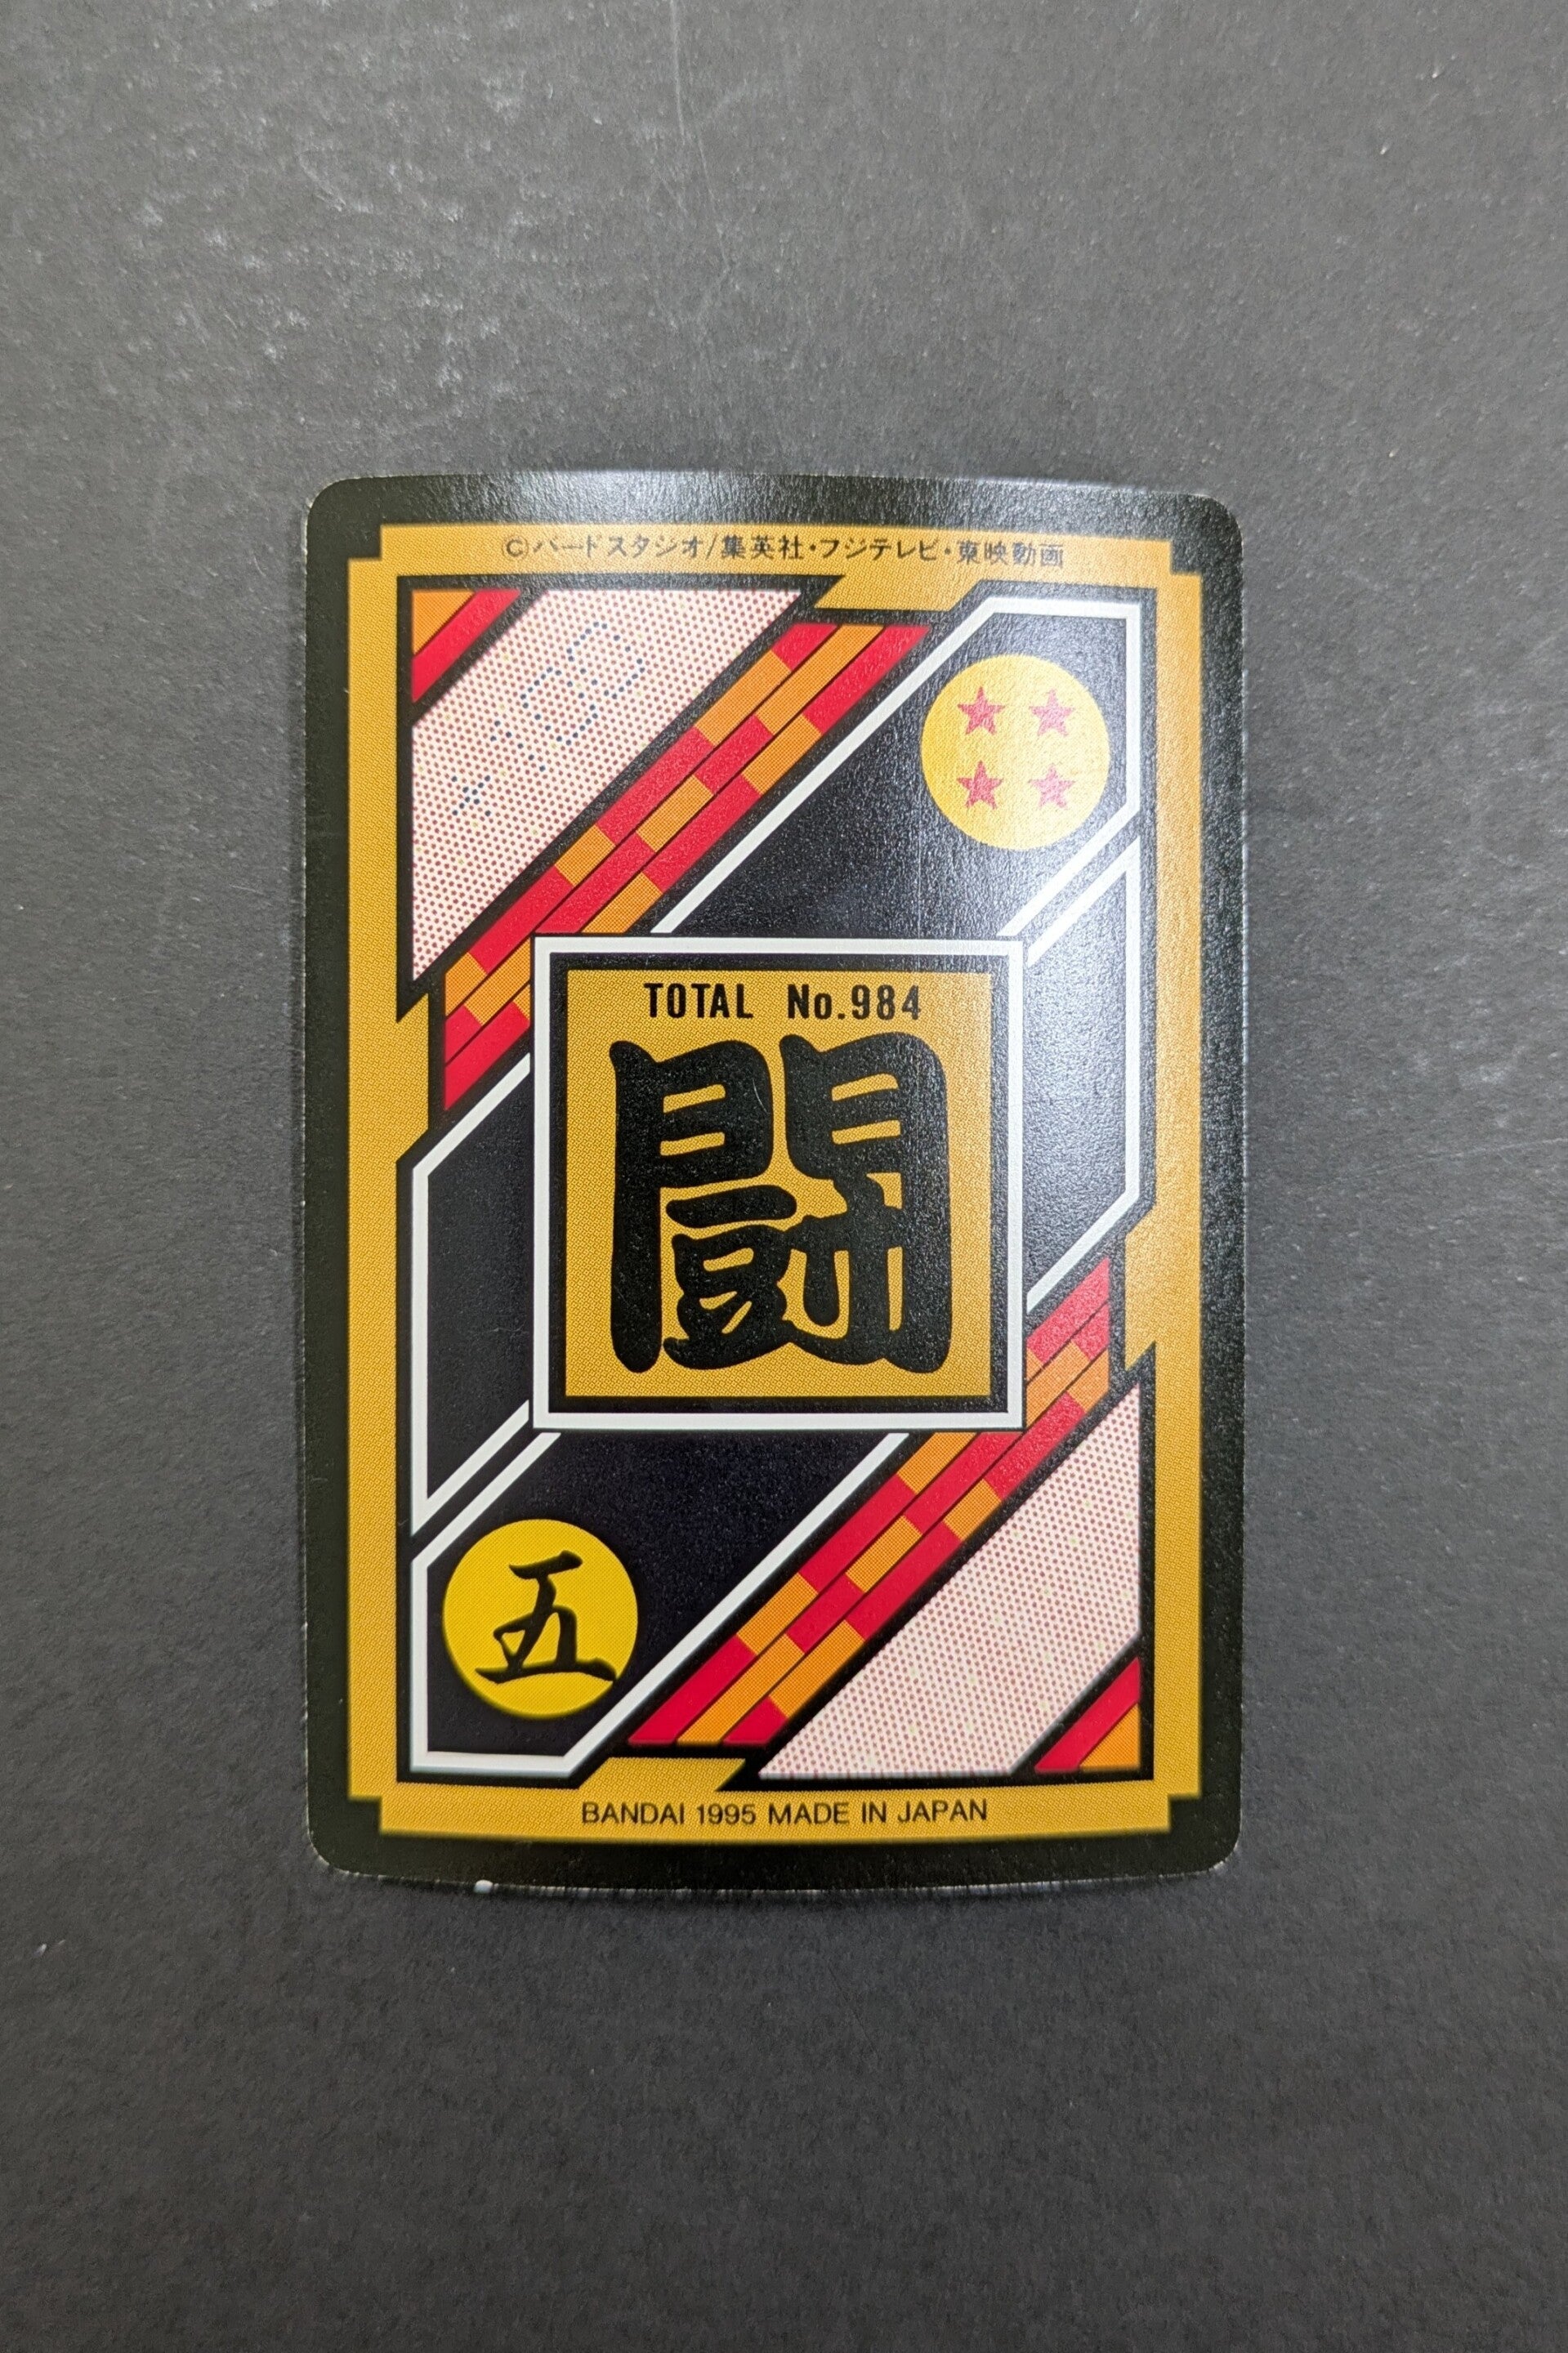 ©バードスタジオ/集英社・フジテレビ・東映動画
TOTAL No.984
闘
五
BANDAI 1995 MADE IN JAPAN